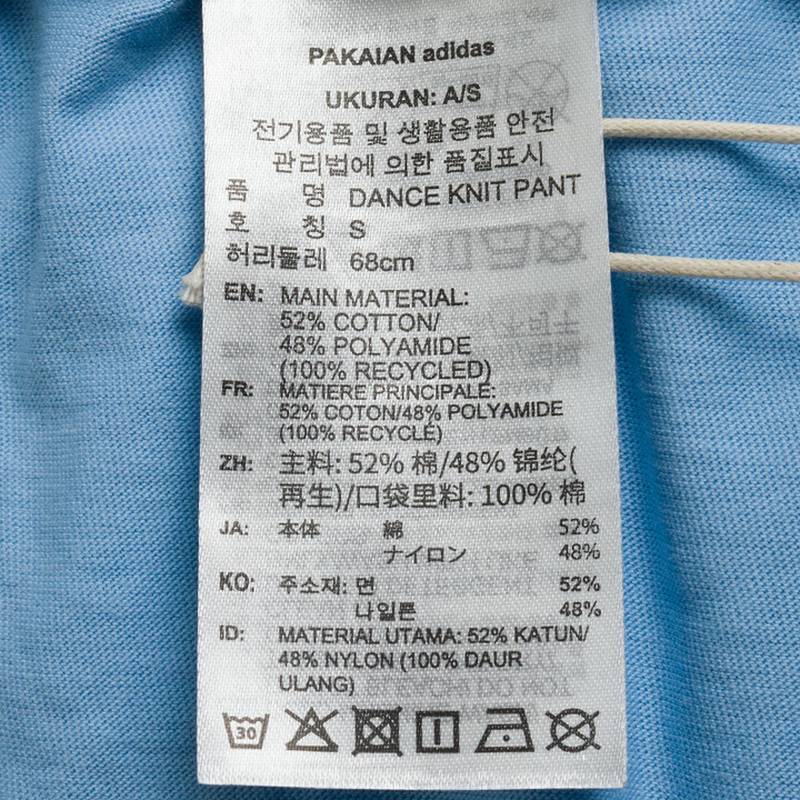 PAKAIAN adidas
UKURAN: A/S
전기용품 및 생활용품 안전
관리법에 의한 품질표시
품 명 DANCE KNIT PANT
호 칭 S
허리둘레 68cm
EN: MAIN MATERIAL:
52% COTTON/
48% POLYAMIDE
(100% RECYCLED)
FR: MATIERE PRINCIPALE:
52% COTON/48% POLYAMIDE
(100% RECYCLÉ)
ZH: 主料: 52% 棉/48% 锦纶(
再生)/口袋里料: 100% 棉
JA: 本体 綿 52%
ナイロン 48%
KO: 주소재: 면 52%
나일론 48%
ID: MATERIAL UTAMA: 52% KATUN/
48% NYLON (100% DAUR
ULANG)
30